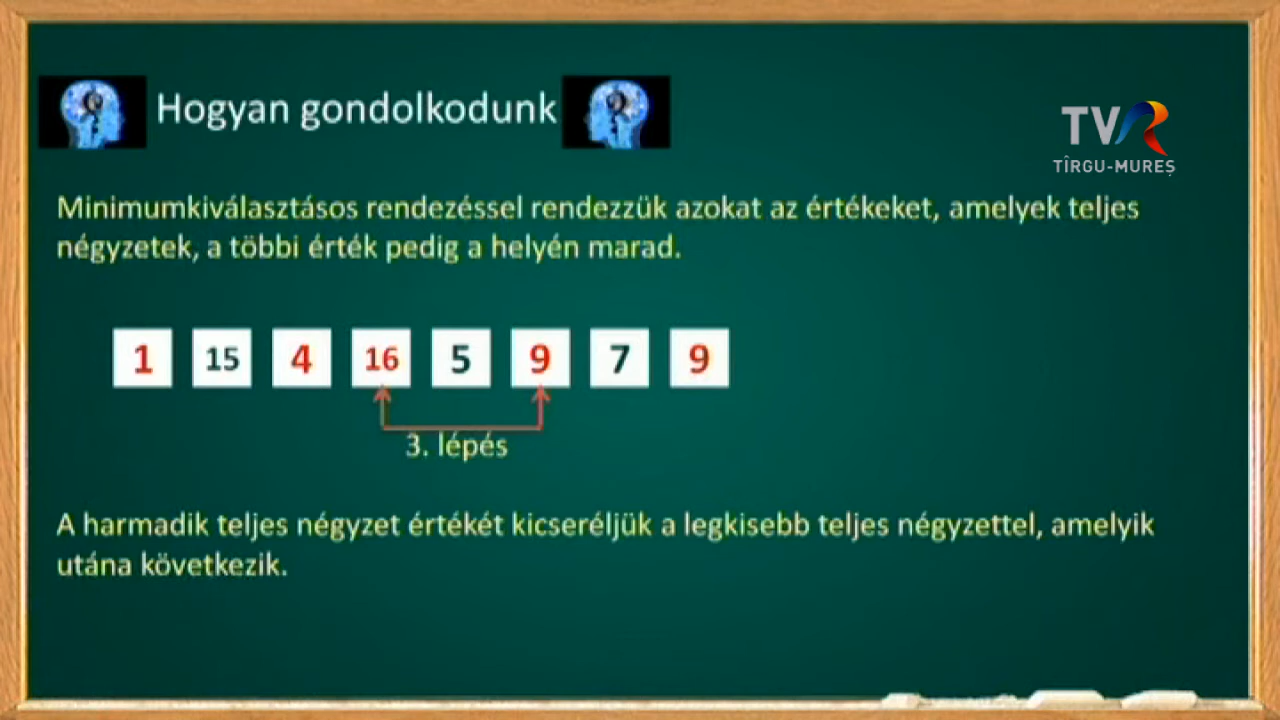 Hogyan gondolkodunk
TVR
TÎRGU-MUREȘ
Minimumkiválasztásos rendezéssel rendezzük azokat az értékeket, amelyek teljes
négyzetek, a többi érték pedig a helyén marad.
1 15 4 16 5 9 7 9
3. lépés
A harmadik teljes négyzet értékét kicseréljük a legkisebb teljes négyzettel, amelyik
utána következik.